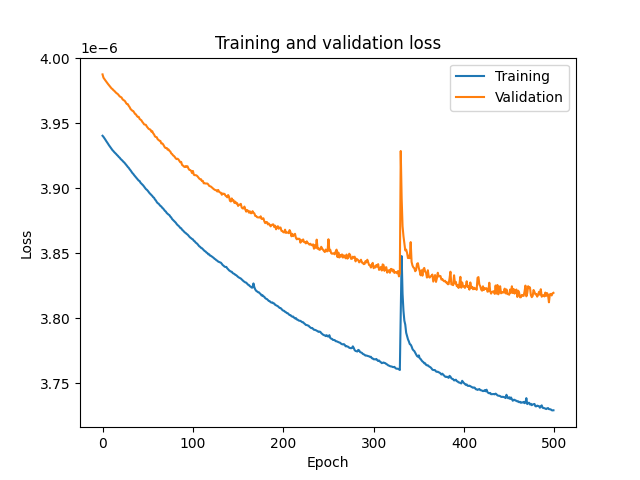 Training and validation loss
1e−6
4.00
3.95
3.90
3.85
3.80
3.75
Loss
0
100
200
300
400
500
Epoch
Training
Validation